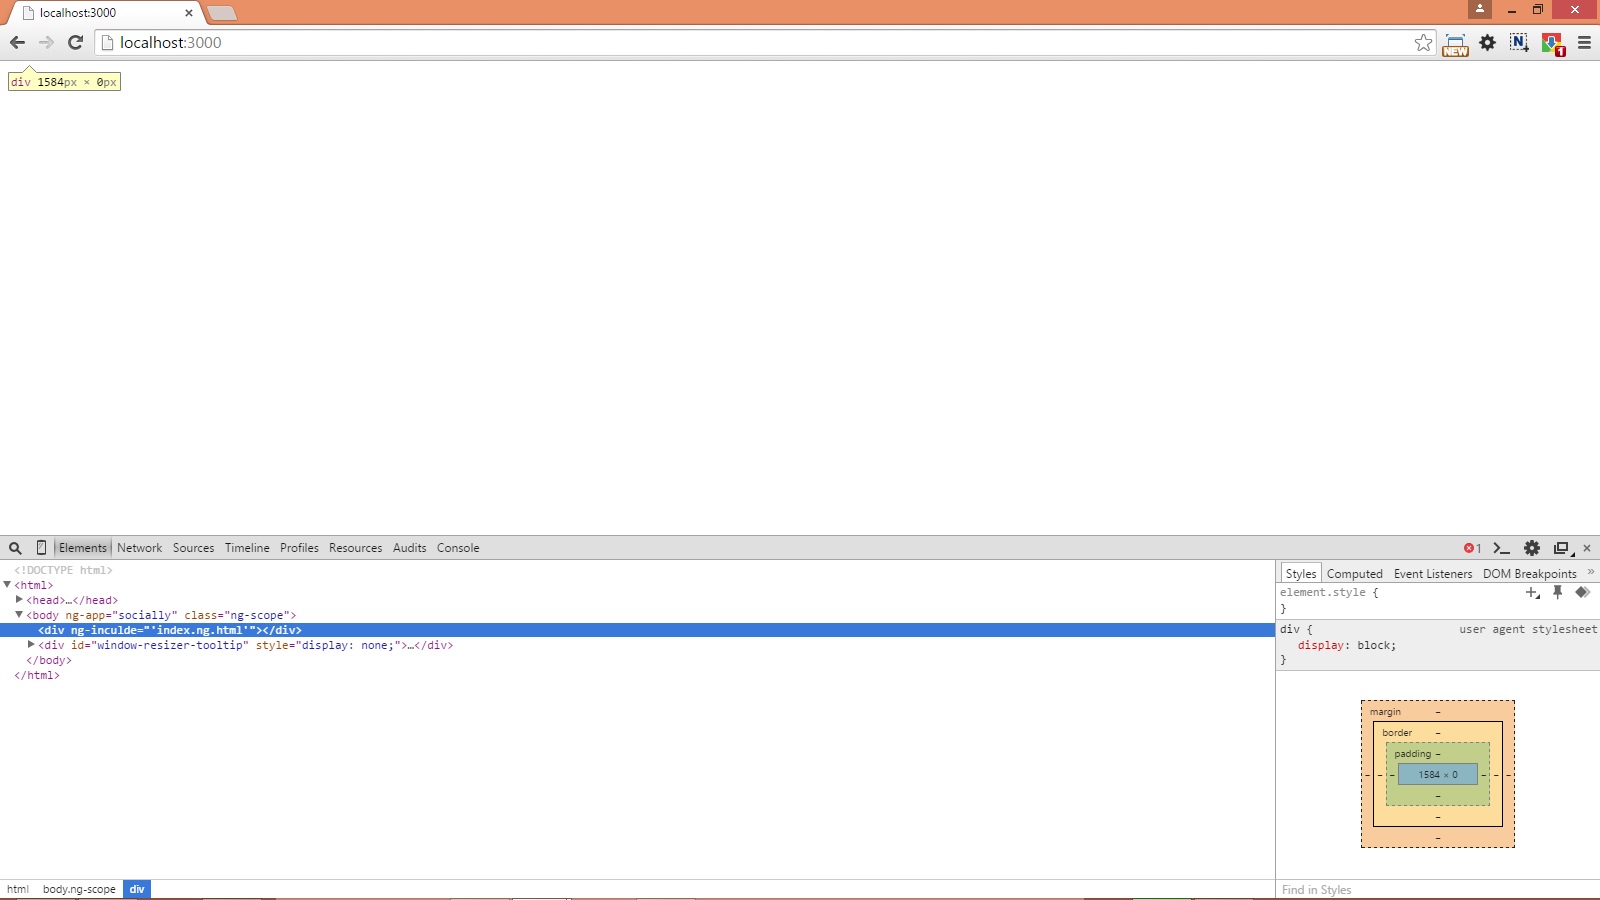 localhost:3000
localhost:3000
NEW
N
1
div 1584px × 0px
Elements Network Sources Timeline Profiles Resources Audits Console
1
<!DOCTYPE html>
<html>
<head>…</head>
<body ng-app="socially" class="ng-scope">
<div ng-inculde="'index.ng.html'"></div>
<div id="window-resizer-tooltip" style="display: none;">…</div>
</body>
</html>
Styles Computed Event Listeners DOM Breakpoints »
element.style {
}
div { user agent stylesheet
display: block;
}
margin –
border –
padding –
– – – 1584 × 0 – – –
–
–
–
html body.ng-scope div
Find in Styles